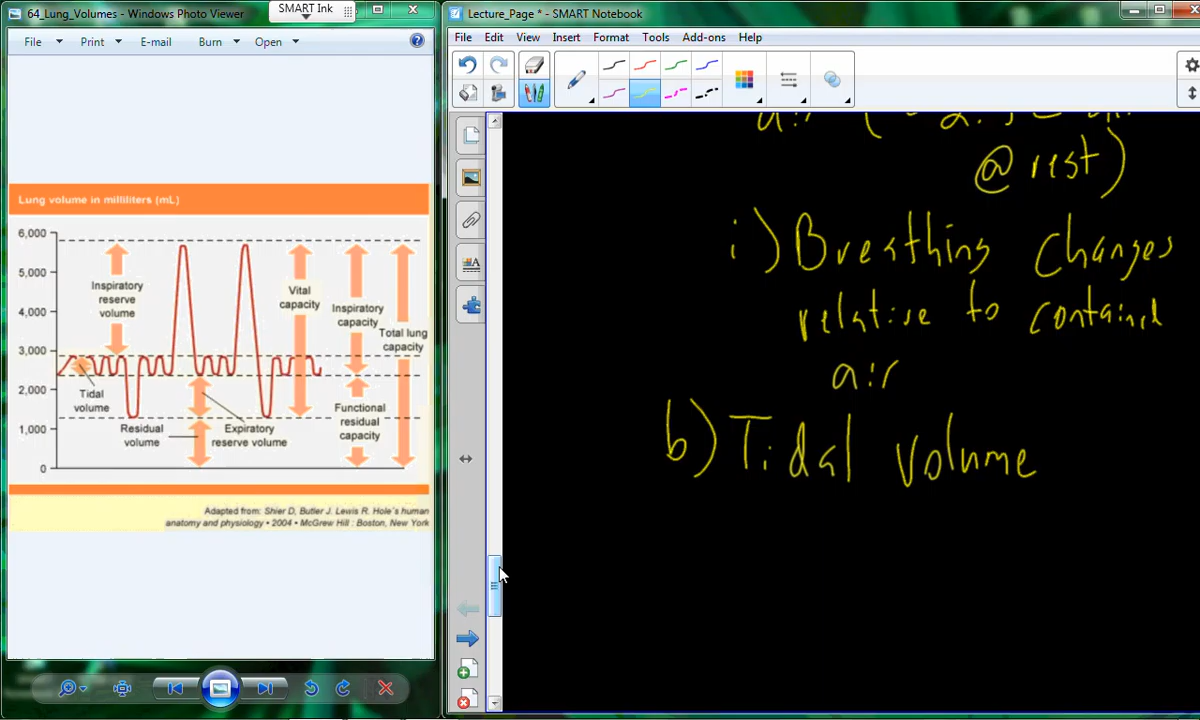 64_Lung_Volumes - Windows Photo Viewer
SMART Ink
File Print E-mail Burn Open
Lung volume in milliliters (mL)
6,000
5,000
4,000
3,000
2,000
1,000
0
Inspiratory
reserve
volume
Vital
capacity
Inspiratory
capacity
Total lung
capacity
Tidal
volume
Residual
volume
Expiratory
reserve volume
Functional
residual
capacity
Adapted from: Shier D, Butler J. Lewis R. Hole's human
anatomy and physiology • 2004 • McGrew Hill : Boston, New York
Lecture_Page * - SMART Notebook
File Edit View Insert Format Tools Add-ons Help
@ rest)
i) Breathing Changes
relative to contained
air
b) Tidal volume